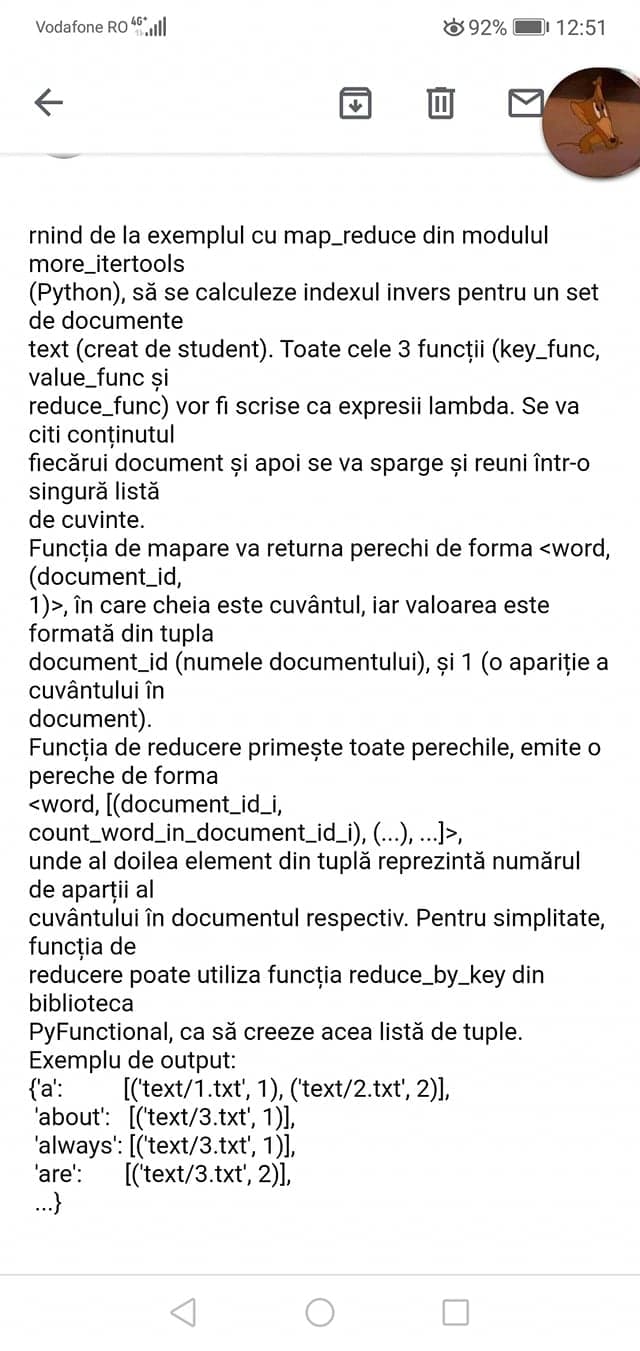 Vodafone RO 4G+ 92% 12:51
rnind de la exemplul cu map_reduce din modulul
more_itertools
(Python), să se calculeze indexul invers pentru un set
de documente
text (creat de student). Toate cele 3 funcții (key_func,
value_func și
reduce_func) vor fi scrise ca expresii lambda. Se va
citi conținutul
fiecărui document și apoi se va sparge și reuni într-o
singură listă
de cuvinte.
Funcția de mapare va returna perechi de forma <word,
(document_id,
1)>, în care cheia este cuvântul, iar valoarea este
formată din tupla
document_id (numele documentului), și 1 (o apariție a
cuvântului în
document).
Funcția de reducere primește toate perechile, emite o
pereche de forma
<word, [(document_id_i,
count_word_in_document_id_i), (...), ...]>,
unde al doilea element din tuplă reprezintă numărul
de aparții al
cuvântului în documentul respectiv. Pentru simplitate,
funcția de
reducere poate utiliza funcția reduce_by_key din
biblioteca
PyFunctional, ca să creeze acea listă de tuple.
Exemplu de output:
{'a': [('text/1.txt', 1), ('text/2.txt', 2)],
'about': [('text/3.txt', 1)],
'always': [('text/3.txt', 1)],
'are': [('text/3.txt', 2)],
...}